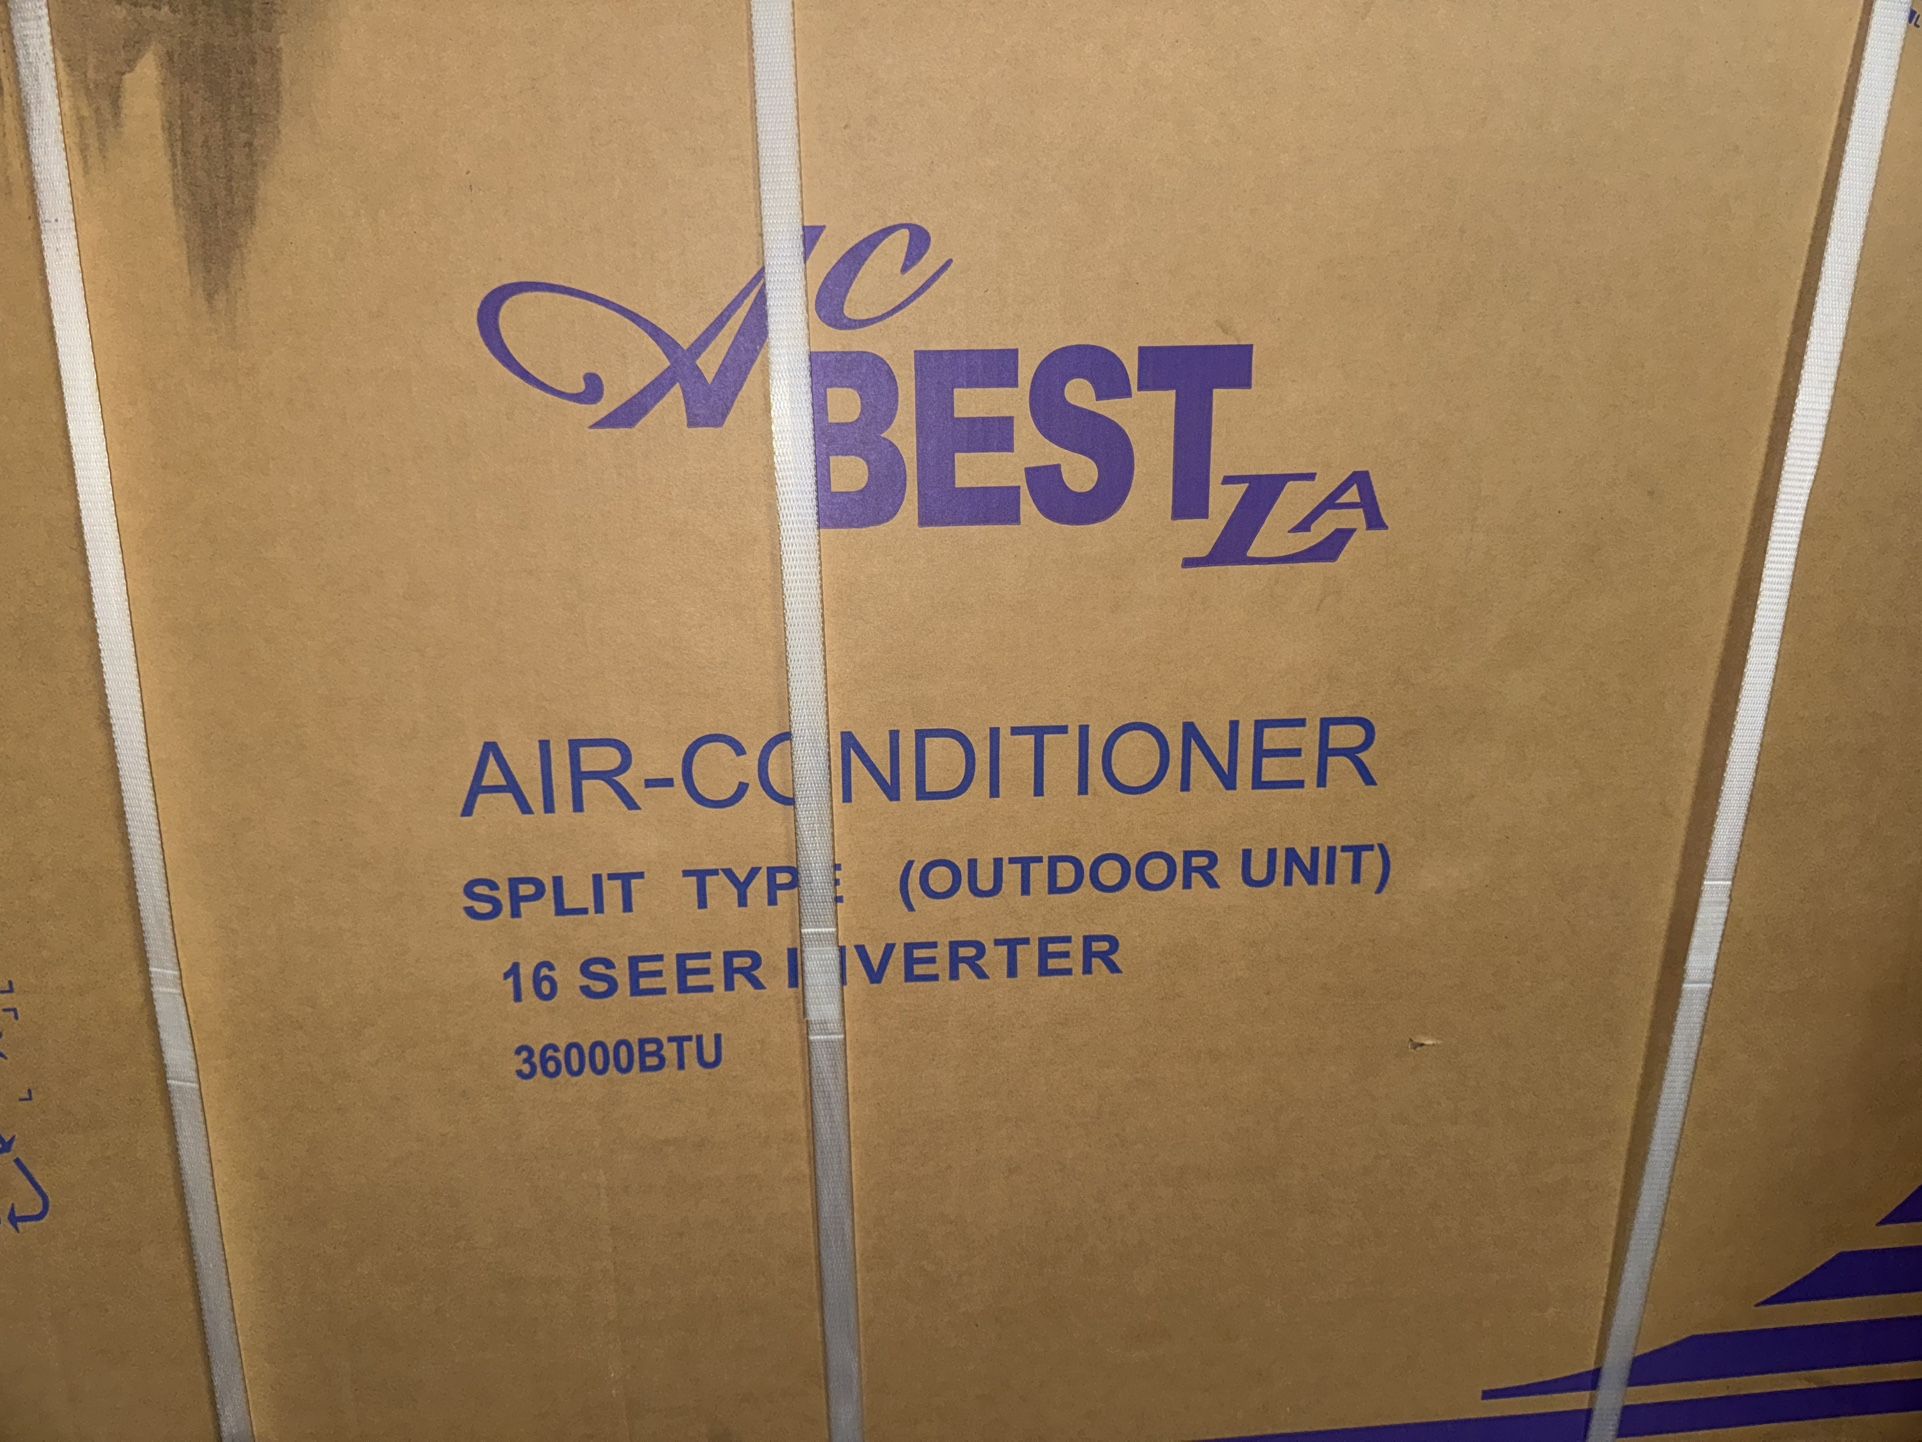 AC
BEST
LA
AIR-CONDITIONER
SPLIT TYPE (OUTDOOR UNIT)
16 SEER INVERTER
36000BTU